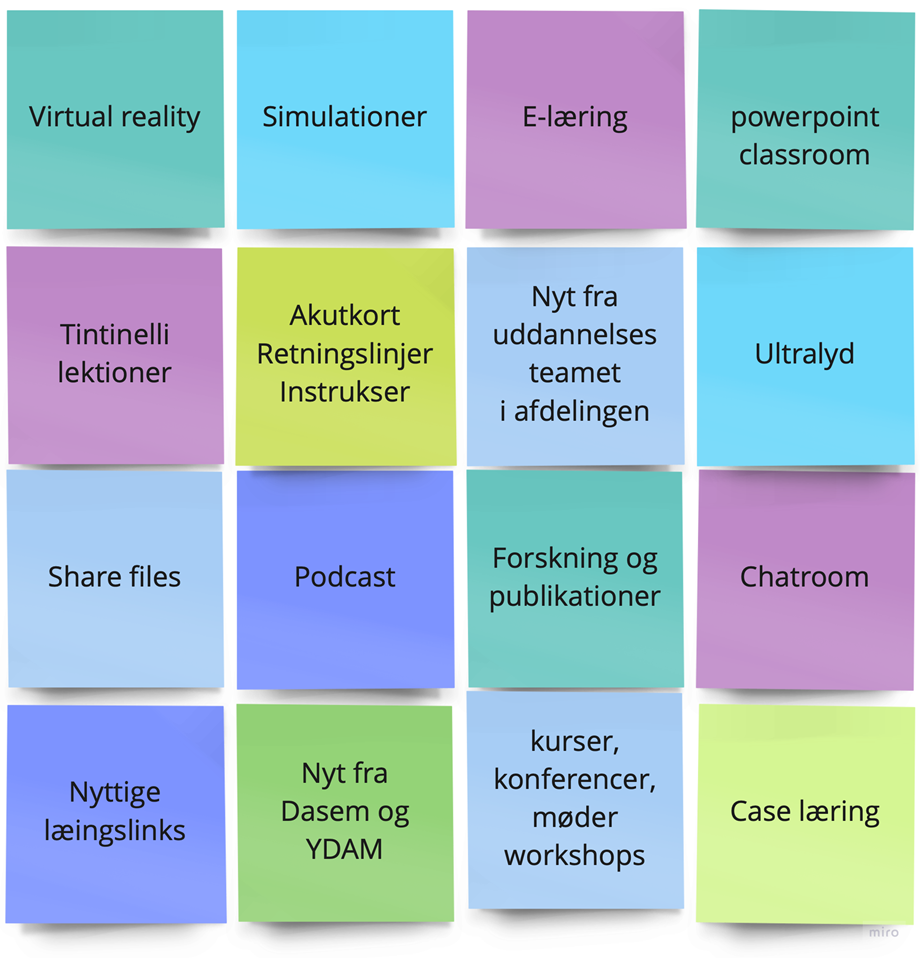 Virtual reality
Simulationer
E-læring
powerpoint
classroom
Tintinelli
lektioner
Akutkort
Retningslinjer
Instrukser
Nyt fra
uddannelses
teamet
i afdelingen
Ultralyd
Share files
Podcast
Forskning og
publikationer
Chatroom
Nyttige
læingslinks
Nyt fra
Dasem og
YDAM
kurser,
konferencer,
møder
workshops
Case læring
miro